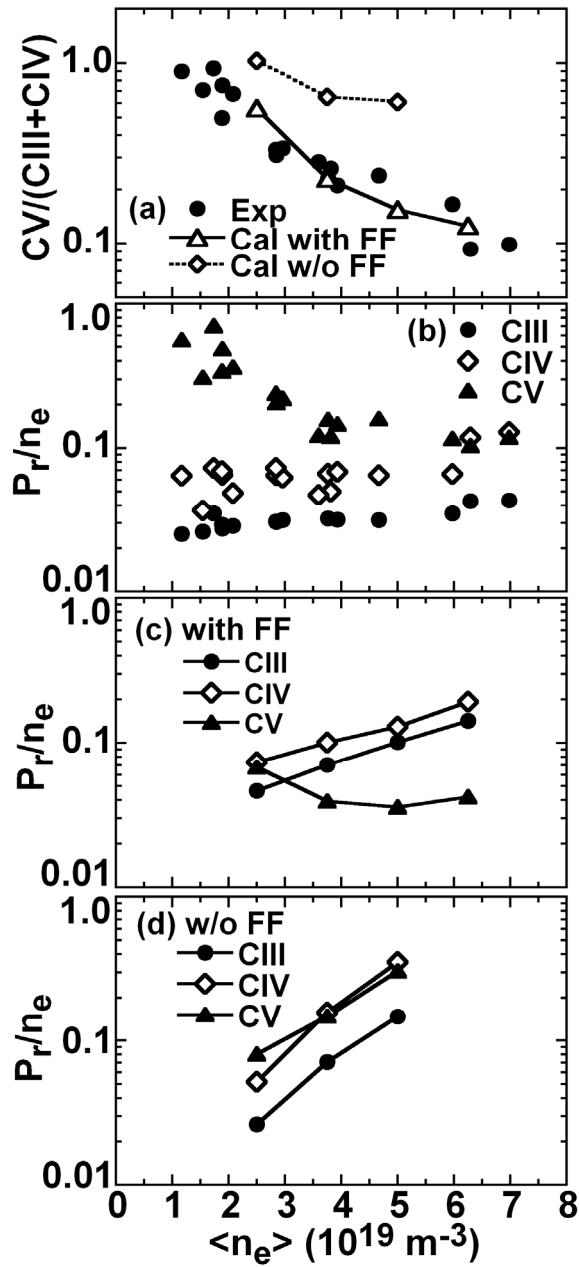 CV/(CIII+CIV)
1.0
0.1
(a)
Exp
Cal with FF
Cal w/o FF
P_r/n_e
1.0
0.1
0.01
(b)
CIII
CIV
CV
P_r/n_e
1.0
0.1
0.01
(c) with FF
CIII
CIV
CV
P_r/n_e
1.0
0.1
0.01
(d) w/o FF
CIII
CIV
CV
0 1 2 3 4 5 6 7 8
<n_e> (10^19 m^-3)